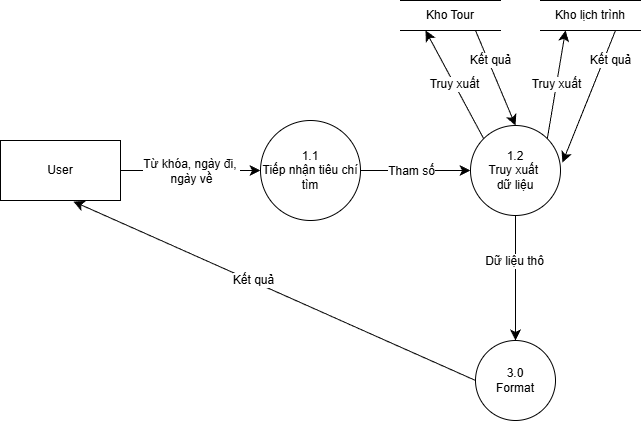 Kho Tour
Kho lịch trình
Kết quả
Kết quả
Truy xuất
Truy xuất
User
Từ khóa, ngày đi,
ngày về
1.1
Tiếp nhận tiêu chí
tìm
Tham số
1.2
Truy xuất
dữ liệu
Dữ liệu thô
Kết quả
3.0
Format